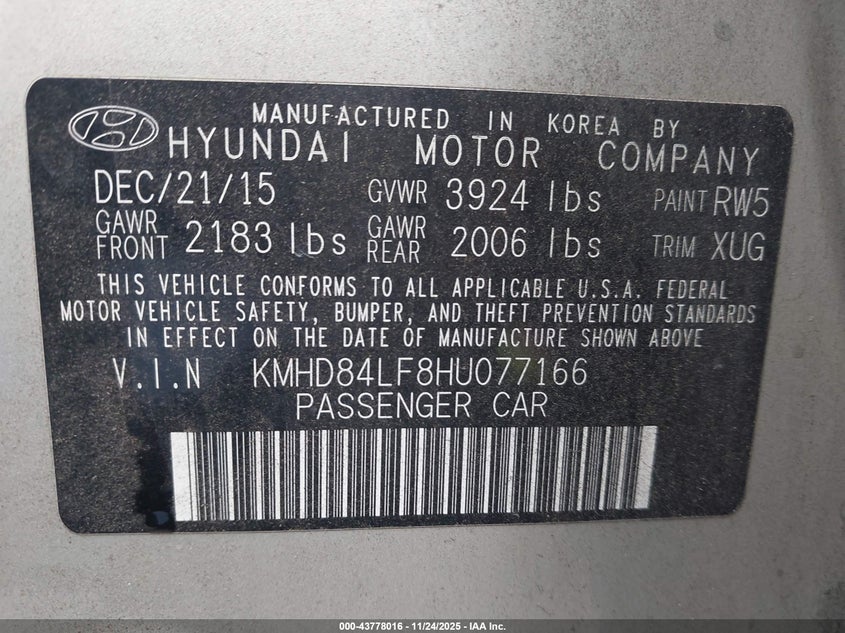 MANUFACTURED IN KOREA BY
HYUNDAI MOTOR COMPANY
DEC/21/15 GVWR 3924 lbs PAINT RW5
GAWR FRONT 2183 lbs GAWR REAR 2006 lbs TRIM XUG
THIS VEHICLE CONFORMS TO ALL APPLICABLE U.S.A. FEDERAL
MOTOR VEHICLE SAFETY, BUMPER, AND THEFT PREVENTION STANDARDS
IN EFFECT ON THE DATE OF MANUFACTURE SHOWN ABOVE
V.I.N KMHD84LF8HU077166
PASSENGER CAR
000-43778016 - 11/24/2025 - IAA Inc.